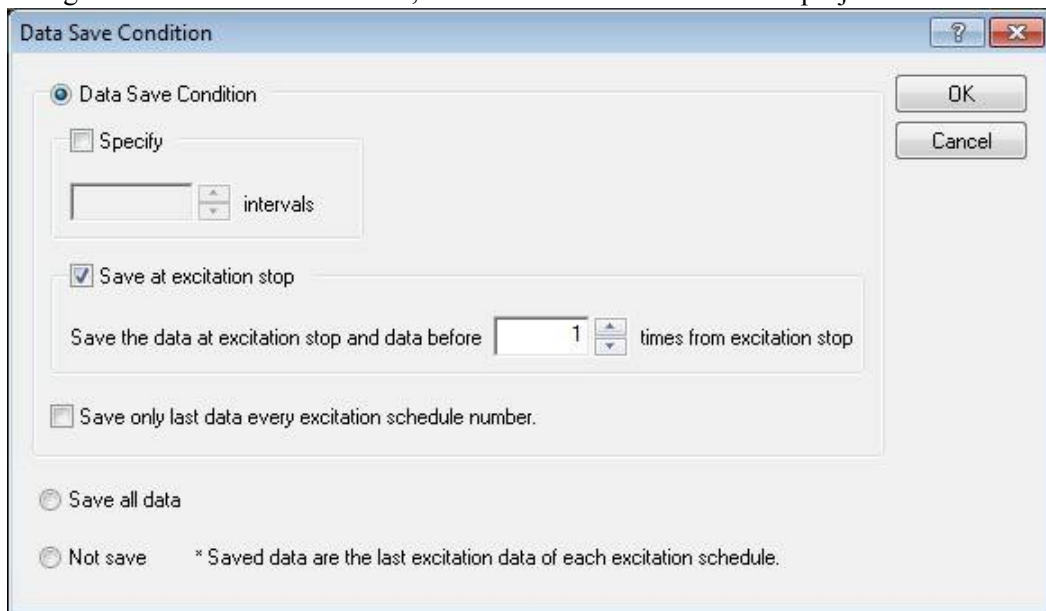 Data Save Condition
Data Save Condition
OK
Specify
Cancel
intervals
Save at excitation stop
Save the data at excitation stop and data before 1 times from excitation stop
Save only last data every excitation schedule number.
Save all data
Not save * Saved data are the last excitation data of each excitation schedule.